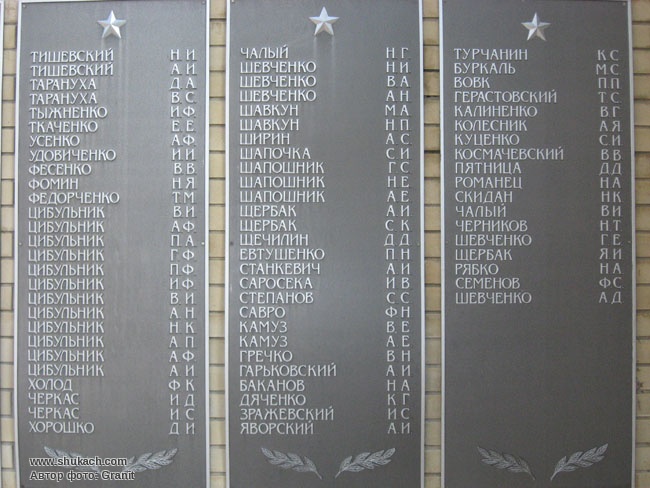 ТИШЕВСКИЙ Н И
ТИШЕВСКИЙ А И
ТАРАНУХА Д А
ТАРАНУХА В С
ТЫЖНЕНКО И Ф
ТКАЧЕНКО Е Е
УСЕНКО А Ф
УДОВИЧЕНКО И И
ФЕСЕНКО В В
ФОМИН Н Я
ФЕДОРЧЕНКО Т М
ЦИБУЛЬНИК В И
ЦИБУЛЬНИК А Ф
ЦИБУЛЬНИК П А
ЦИБУЛЬНИК Г Ф
ЦИБУЛЬНИК П Ф
ЦИБУЛЬНИК И Ф
ЦИБУЛЬНИК В И
ЦИБУЛЬНИК А Н
ЦИБУЛЬНИК Н К
ЦИБУЛЬНИК А П
ЦИБУЛЬНИК А Ф
ЦИБУЛЬНИК А И
ХОЛОД Ф К
ЧЕРКАС И Д
ЧЕРКАС И С
ХОРОШКО Д И
ЧАЛЫЙ Н Г
ШЕВЧЕНКО Н И
ШЕВЧЕНКО В А
ШЕВЧЕНКО А Н
ШАВКУН М А
ШАВКУН Н П
ШИРИН А С
ШАПОЧКА С И
ШАПОШНИК Г С
ШАПОШНИК Н Е
ШАПОШНИК А Е
ЩЕРБАК А И
ЩЕРБАК С К
ЩЕЧИЛИН Д Д
ЕВТУШЕНКО П Н
СТАНКЕВИЧ А И
САРОСЕКА И В
СТЕПАНОВ С С
САВРО Ф Н
КАМУЗ В Е
КАМУЗ А Е
ГРЕЧКО В Н
ГАРЬКОВСКИЙ А И
БАКАНОВ Н А
ДЯЧЕНКО К Г
ЗРАЖЕВСКИЙ И С
ЯВОРСКИЙ А И
ТУРЧАНИН К С
БУРКАЛЬ М С
ВОВК П П
ГЕРАСТОВСКИЙ Т С
КАЛИНЕНКО В Г
КОЛЕСНИК А Я
КУЦЕНКО С И
КОСМАЧЕВСКИЙ В В
ПЯТНИЦА Д Д
РОМАНЕЦ Н А
СКИДАН Н К
ЧАЛЫЙ В И
ЧЕРНИКОВ Н Т
ШЕВЧЕНКО Г Е
ЩЕРБАК Я И
РЯБКО Н А
СЕМЕНОВ Ф С
ШЕВЧЕНКО А Д
www.shukach.com
Автор фото: Granit